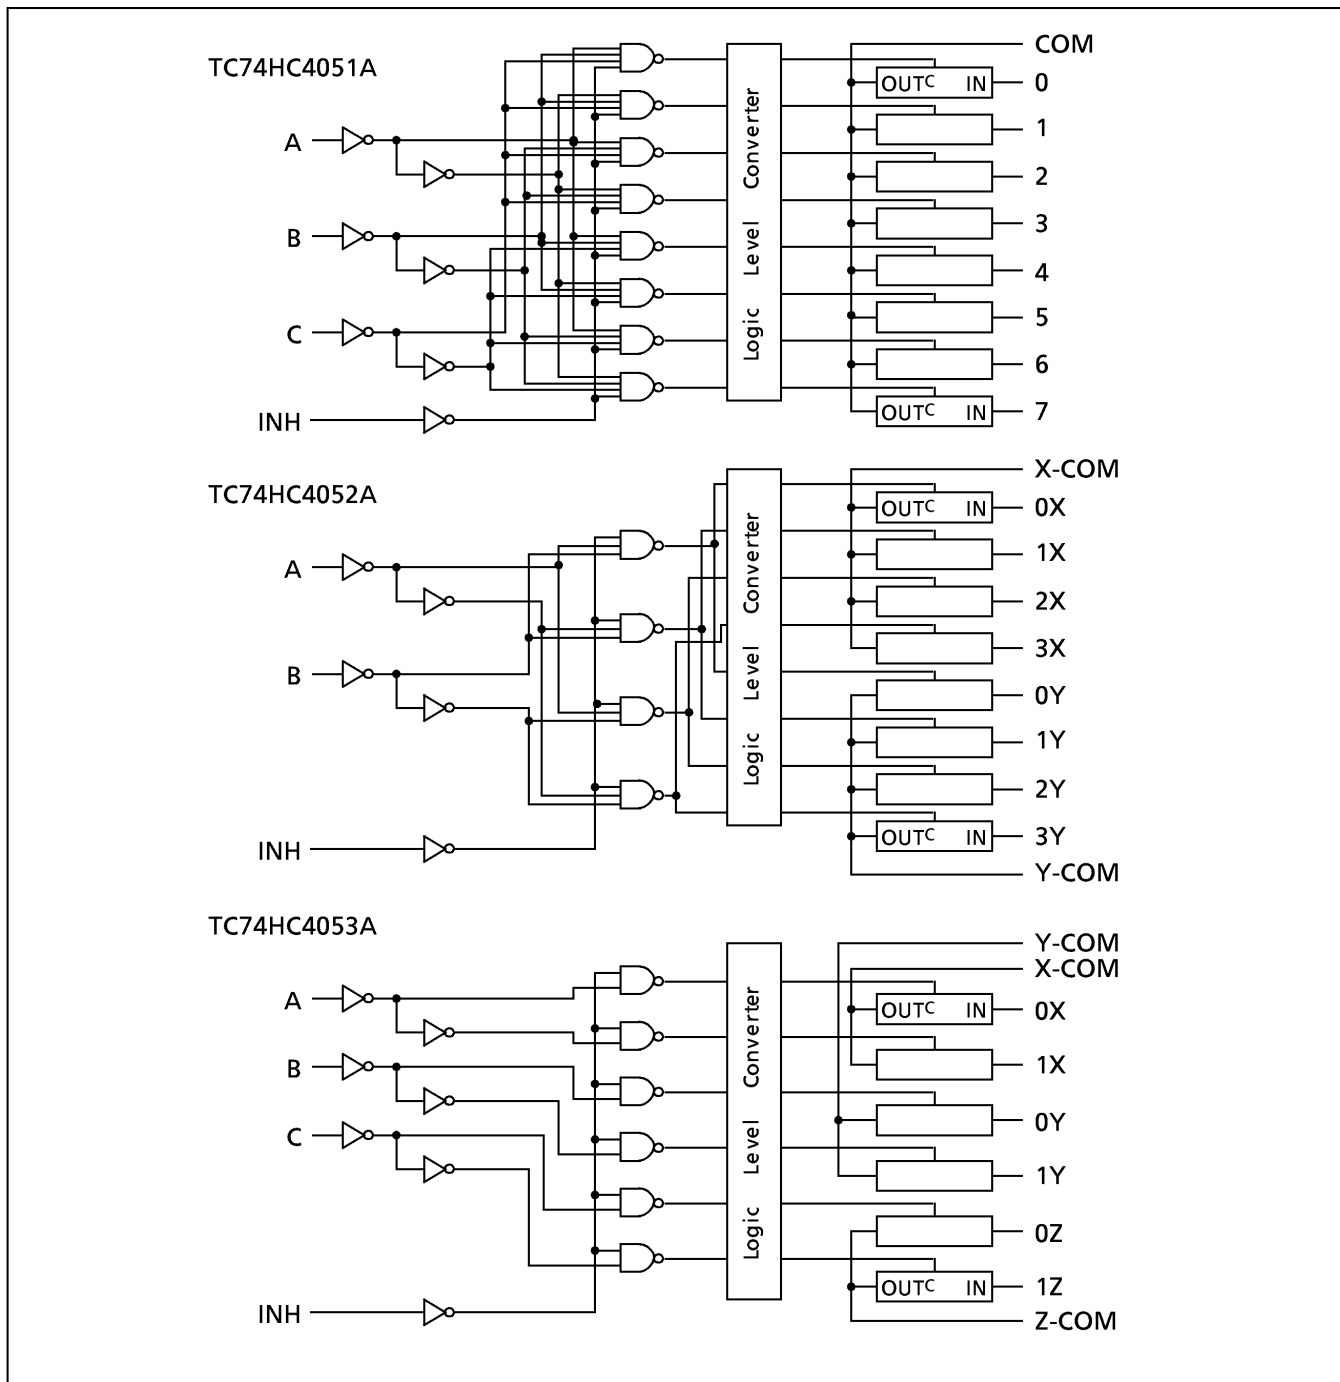 TC74HC4051A
A
B
C
INH
Logic Level Converter
COM
OUTC IN 0
1
2
3
4
5
6
OUTC IN 7
TC74HC4052A
A
B
INH
Logic Level Converter
X-COM
OUTC IN 0X
1X
2X
3X
0Y
1Y
2Y
OUTC IN 3Y
Y-COM
TC74HC4053A
A
B
C
INH
Logic Level Converter
Y-COM
X-COM
OUTC IN 0X
1X
0Y
1Y
0Z
OUTC IN 1Z
Z-COM